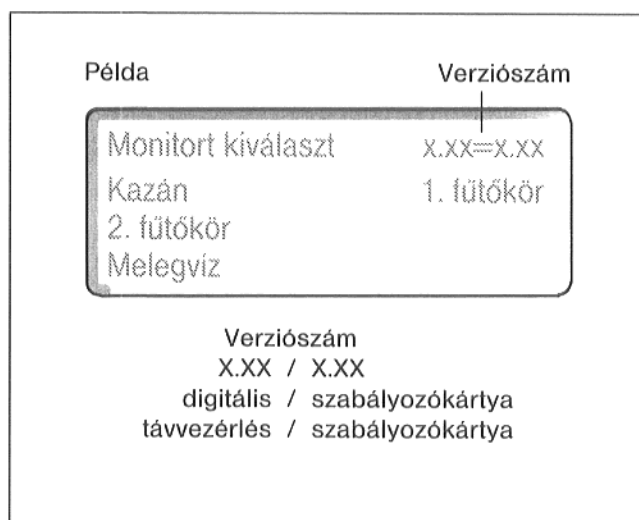 Példa Verziószám
Monitort kiválaszt x.xx=x.xx
Kazán 1. fűtőkör
2. fűtőkör
Melegvíz
Verziószám
X.XX / X.XX
digitális / szabályozókártya
távvezérlés / szabályozókártya